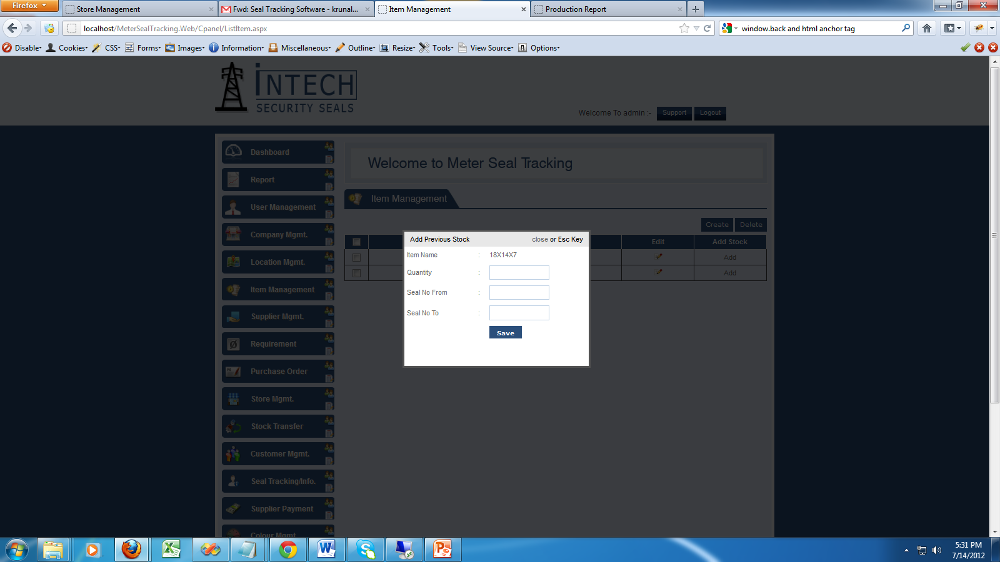 Firefox
Store Management
Fwd: Seal Tracking Software - krunal...
Item Management
Production Report
localhost/MeterSealTracking.Web/Cpanel/ListItem.aspx
window.back and html anchor tag
Disable
Cookies
CSS
Forms
Images
Information
Miscellaneous
Outline
Resize
Tools
View Source
Options
INTECH
SECURITY SEALS
Welcome To admin :-
Support
Logout
Dashboard
Report
User Management
Company Mgmt.
Location Mgmt.
Item Management
Supplier Mgmt.
Requirement
Purchase Order
Store Mgmt.
Stock Transfer
Customer Mgmt.
Seal Tracking/Info.
Supplier Payment
Colour Mgmt.
Welcome to Meter Seal Tracking
Item Management
Create
Delete
Edit
Add Stock
Add
Add
Add Previous Stock
close or Esc Key
Item Name : 18X14X7
Quantity :
Seal No From :
Seal No To :
Save
5:31 PM
7/14/2012